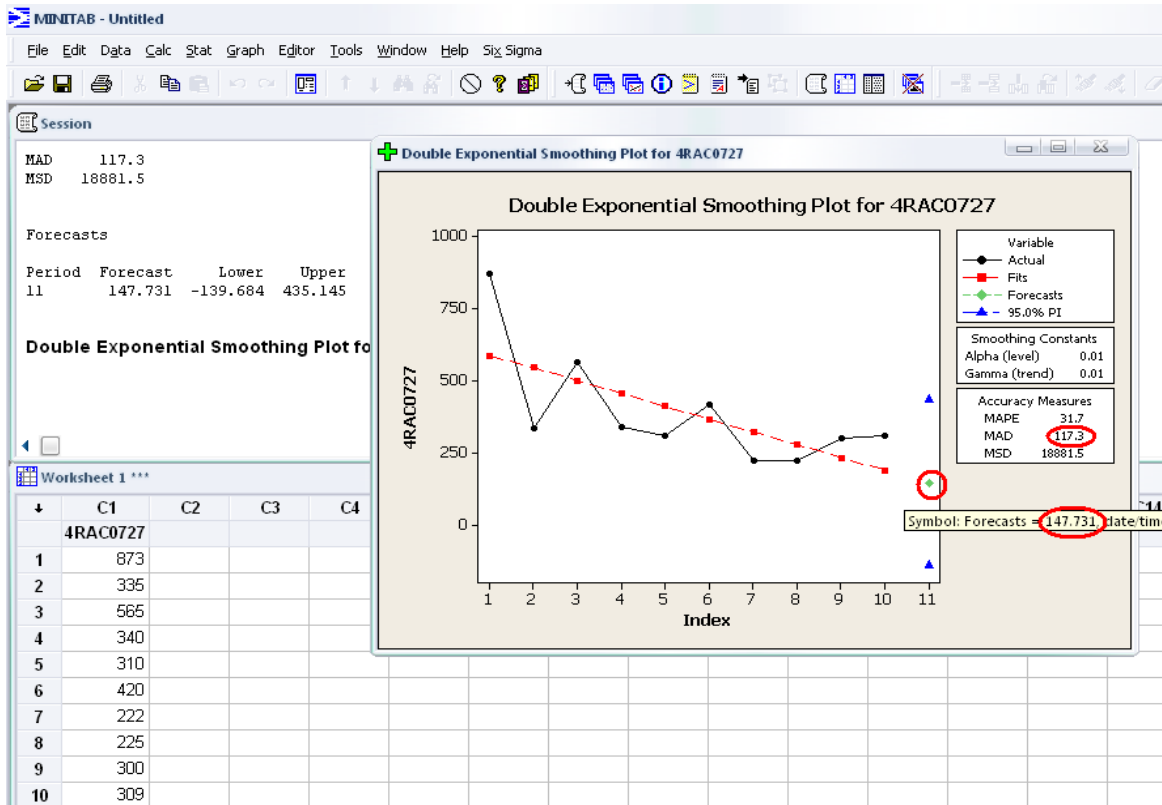 MINITAB - Untitled
File Edit Data Calc Stat Graph Editor Tools Window Help Six Sigma
Session
MAD 117.3
MSD 18881.5
Forecasts
Period Forecast Lower Upper
11 147.731 -139.684 435.145
Double Exponential Smoothing Plot fo
Double Exponential Smoothing Plot for 4RAC0727
Double Exponential Smoothing Plot for 4RAC0727
1000
750
500
250
0
4RAC0727
1 2 3 4 5 6 7 8 9 10 11
Index
Variable
Actual
Fits
Forecasts
95.0% PI
Smoothing Constants
Alpha (level) 0.01
Gamma (trend) 0.01
Accuracy Measures
MAPE 31.7
MAD 117.3
MSD 18881.5
Symbol: Forecasts = 147.731, date/time
Worksheet 1 ***
C1 C2 C3 C4 C14
4RAC0727
1 873
2 335
3 565
4 340
5 310
6 420
7 222
8 225
9 300
10 309